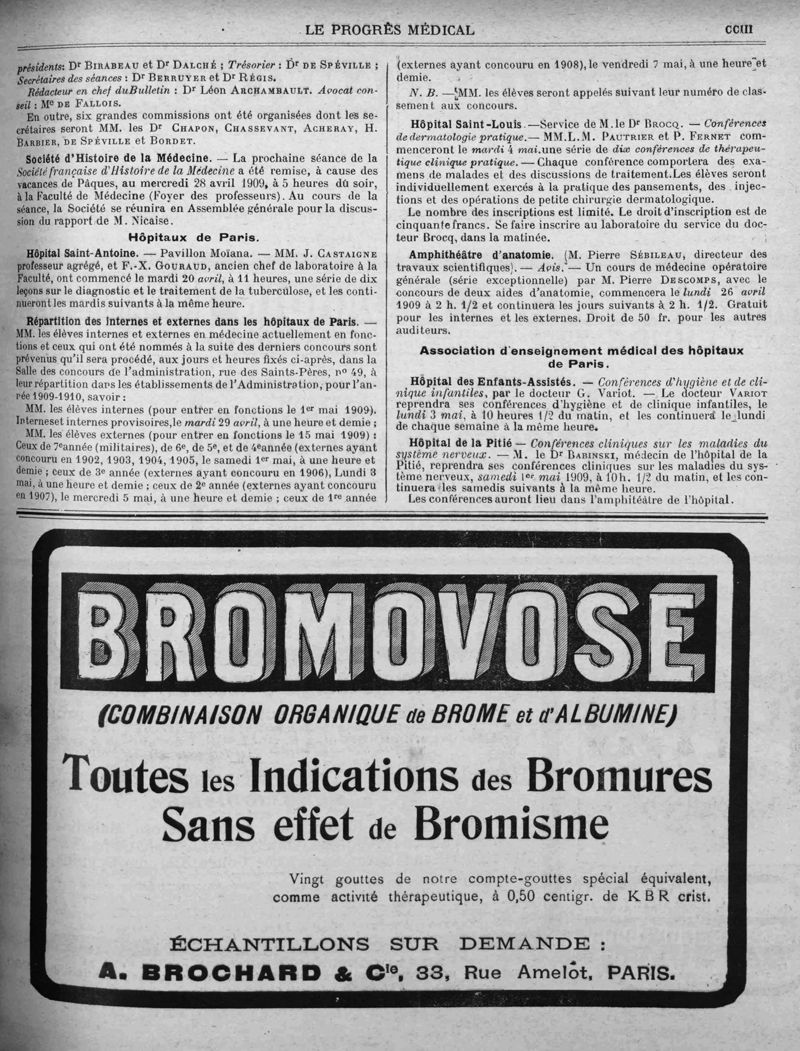 LE PROGRÈS MÉDICAL
CCIII
présidents: Dr BIRABEAU et Dr DALCHÉ ; Trésorier : Dr DE SPÉVILLE ;
Secrétaires des séances : Dr BERRUYER et Dr RÉGIS.
Rédacteur en chef du Bulletin : Dr Léon ARCHAMBAULT. Avocat con-
seil : Me DE FALLOIS.
En outre, six grandes commissions ont été organisées dont les se-
crétaires seront MM. les Dr CHAPON, CHASSEVANT, ACHERAY, H.
BARBIER, DE SPÉVILLE et BORDET.
Société d'Histoire de la Médecine. — La prochaine séance de la
Société française d'Histoire de la Médecine a été remise, à cause des
vacances de Pâques, au mercredi 28 avril 1909, à 5 heures dû soir,
à la Faculté de Médecine (Foyer des professeurs). Au cours de la
séance, la Société se réunira en Assemblée générale pour la discus-
sion du rapport de M. Nicaise.
Hôpitaux de Paris.
Hôpital Saint-Antoine. — Pavillon Moïana. — MM. J. CASTAIGNE
professeur agrégé, et F.-X. GOURAUD, ancien chef de laboratoire à la
Faculté, ont commencé le mardi 20 avril, à 11 heures, une série de dix
leçons sur le diagnostic et le traitement de la tuberculose, et les conti-
nueront les mardis suivants à la même heure.
Répartition des internes et externes dans les hôpitaux de Paris. —
MM. les élèves internes et externes en médecine actuellement en fonc-
tions et ceux qui ont été nommés à la suite des derniers concours sont
prévenus qu'il sera procédé, aux jours et heures fixés ci-après, dans la
Salle des concours de l'administration, rue des Saints-Pères, no 49, à
leur répartition dans les établissements de l'Administration, pour l'an-
née 1909-1910, savoir :
MM. les élèves internes (pour entrer en fonctions le 1er mai 1909).
Internes et internes provisoires, le mardi 29 avril, à une heure et demie ;
MM. les élèves externes (pour entrer en fonction le 15 mai 1909) :
Ceux de 7e année (militaires), de 6e, de 5e, et de 4e année (externes ayant
concouru en 1902, 1903, 1904, 1905, le samedi 1er mai, à une heure et
demie ; ceux de 3e année (externes ayant concouru en 1906), Lundi 3
mai, à une heure et demie ; ceux de 2e année (externes ayant concouru
en 1907), le mercredi 5 mai, à une heure et demie ; ceux de 1re année
(externes ayant concouru en 1908), le vendredi 7 mai, à une heure et
demie.
N. B. — MM. les élèves seront appelés suivant leur numéro de clas-
sement aux concours.
Hôpital Saint-Louis. — Service de M. le Dr BROCQ. — Conférences
de dermatologie pratique. — MM. L. M. PAUTRIER et P. FERNET com-
menceront le mardi 4 mai, une série de dix conférences de thérapeu-
tique clinique pratique. — Chaque conférence comportera des exa-
mens de malades et des discussions de traitement. Les élèves seront
individuellement exercés à la pratique des pansements, des injec-
tions et des opérations de petite chirurgie dermatologique.
Le nombre des inscriptions est limité. Le droit d'inscription est de
cinquante francs. Se faire inscrire au laboratoire du service du doc-
teur Brocq, dans la matinée.
Amphithéâtre d'anatomie. (M. Pierre SÉBILEAU, directeur des
travaux scientifiques). — Avis. — Un cours de médecine opératoire
générale (série exceptionnelle) par M. Pierre DESCOMPS, avec le
concours de deux aides d'anatomie, commencera le lundi 26 avril
1909 à 2 h. 1/2 et continuera les jours suivants à 2 h. 1/2. Gratuit
pour les internes et les externes. Droit de 50 fr. pour les autres
auditeurs.
Association d'enseignement médical des hôpitaux
de Paris.
Hôpital des Enfants-Assistés. — Conférences d'hygiène et de cli-
nique infantiles, par le docteur G. Variot. — Le docteur VARIOT
reprendra ses conférences d'hygiène et de clinique infantiles, le
lundi 3 mai, à 10 heures 1/2 du matin, et les continuera le lundi
de chaque semaine à la même heure.
Hôpital de la Pitié — Conférences cliniques sur les maladies du
système nerveux. — M. le Dr BABINSKI, médecin de l'hôpital de la
Pitié, reprendra ses conférences cliniques sur les maladies du sys-
tème nerveux, samedi 1er mai 1909, à 10 h. 1/2 du matin, et les con-
tinuera les samedis suivants à la même heure.
Les conférences auront lieu dans l'amphitéâtre de l'hôpital.
BROMOVOSE
(COMBINAISON ORGANIQUE de BROME et d'ALBUMINE)
Toutes les Indications des Bromures
Sans effet de Bromisme
Vingt gouttes de notre compte-gouttes spécial équivalent,
comme activité thérapeutique, à 0,50 centigr. de KBR crist.
ÉCHANTILLONS SUR DEMANDE :
A. BROCHARD & Cie, 33, Rue Amelot, PARIS.